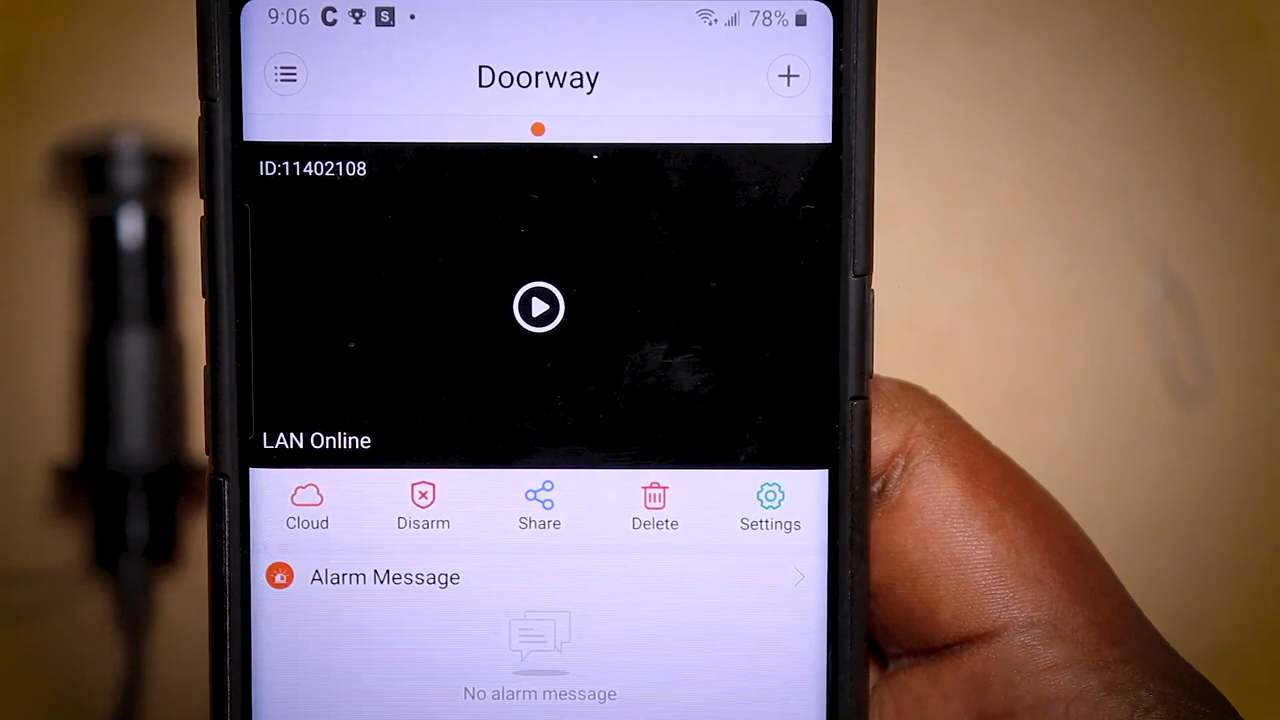 9:06 C S. 78%
Doorway
ID:11402108
LAN Online
Cloud Disarm Share Delete Settings
Alarm Message
No alarm message